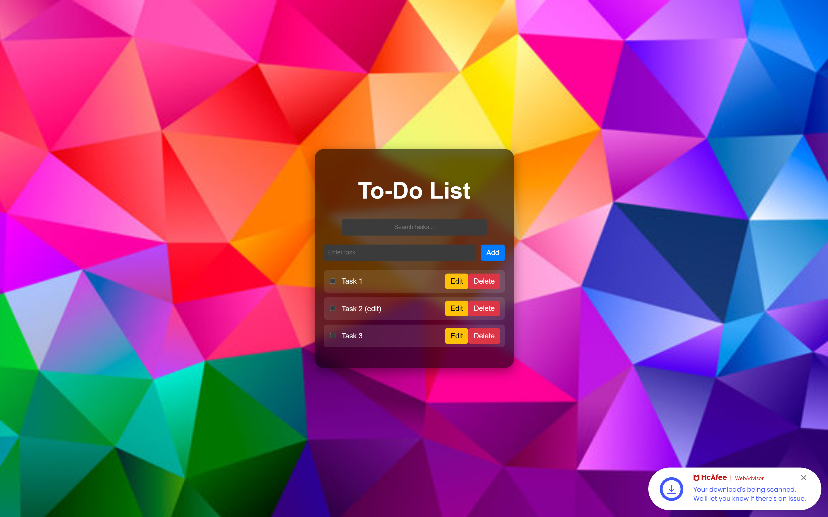 To-Do List
Search tasks...
Enter task
Add
Task 1
Edit
Delete
Task 2 (edit)
Edit
Delete
Task 3
Edit
Delete
McAfee | WebAdvisor
Your download's being scanned.
We'll let you know if there's an issue.